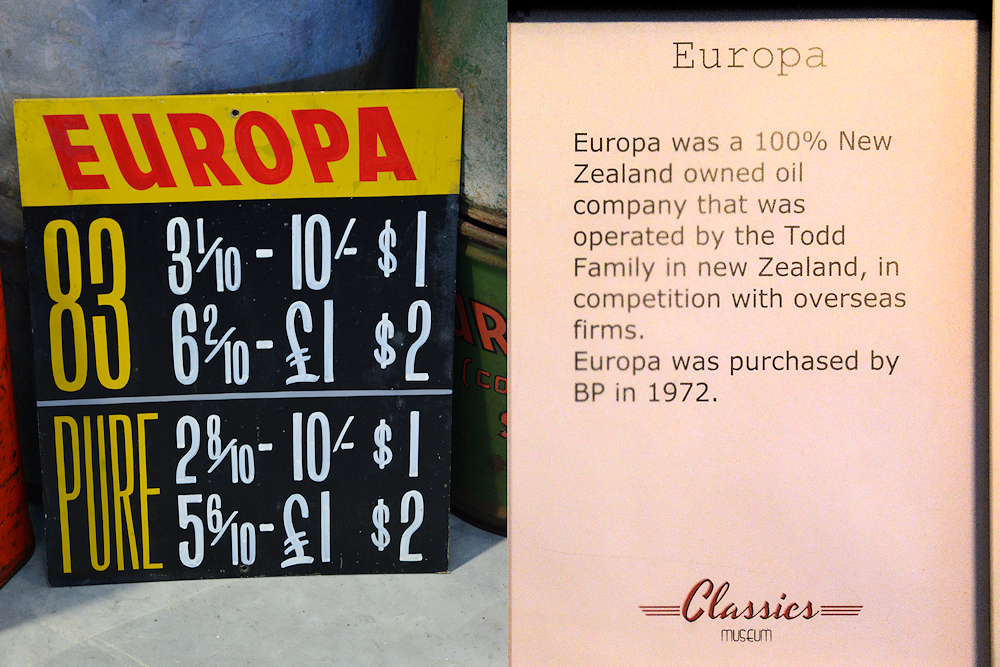 EUROPA
83 3 1/10 - 10/- $1
6 2/10 - £1 $2
PURE 2 8/10 - 10/- $1
5 6/10 - £1 $2
AR
(CO
Europa
Europa was a 100% New
Zealand owned oil
company that was
operated by the Todd
Family in new Zealand, in
competition with overseas
firms.
Europa was purchased by
BP in 1972.
Classics
MUSEUM